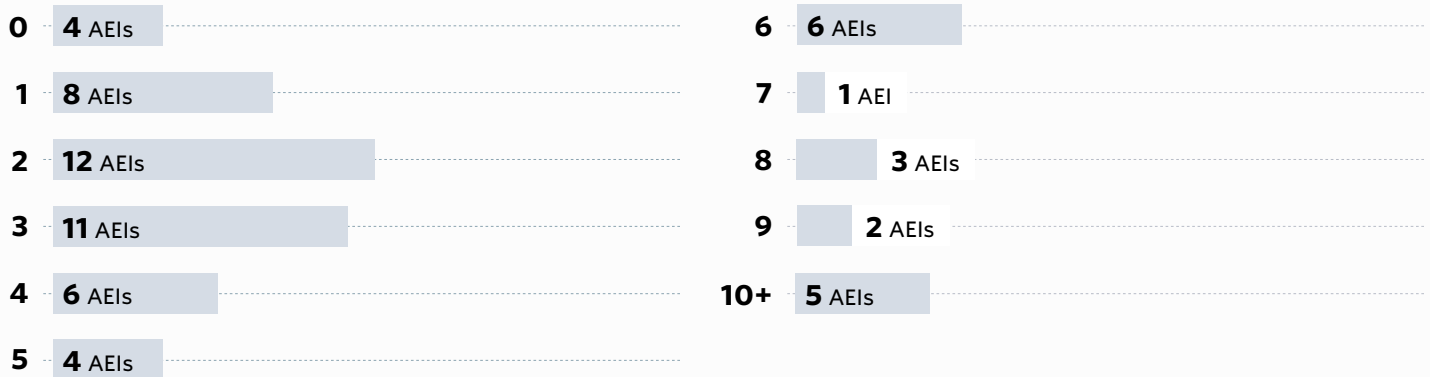 0 4 AEIs
1 8 AEIs
2 12 AEIs
3 11 AEIs
4 6 AEIs
5 4 AEIs
6 6 AEIs
7 1 AEI
8 3 AEIs
9 2 AEIs
10+ 5 AEIs